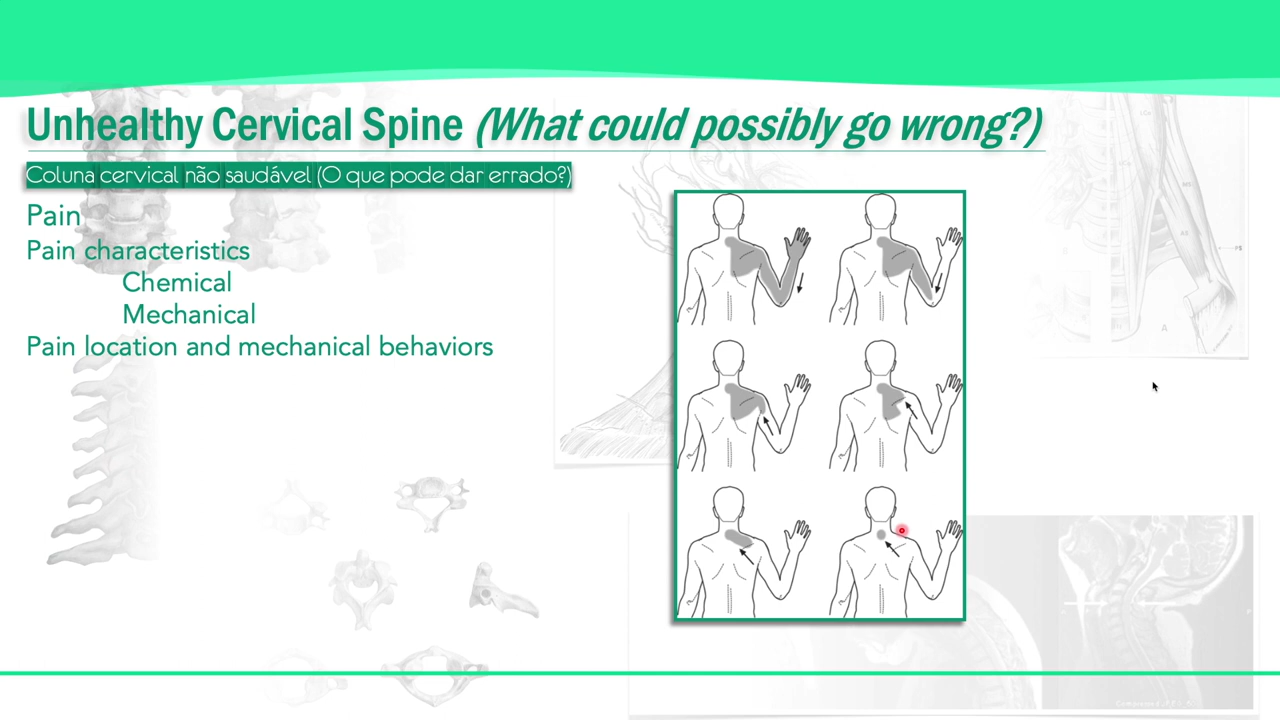 Unhealthy Cervical Spine (What could possibly go wrong?)
Coluna cervical não saudável (O que pode dar errado?)
Pain
Pain characteristics
Chemical
Mechanical
Pain location and mechanical behaviors
A